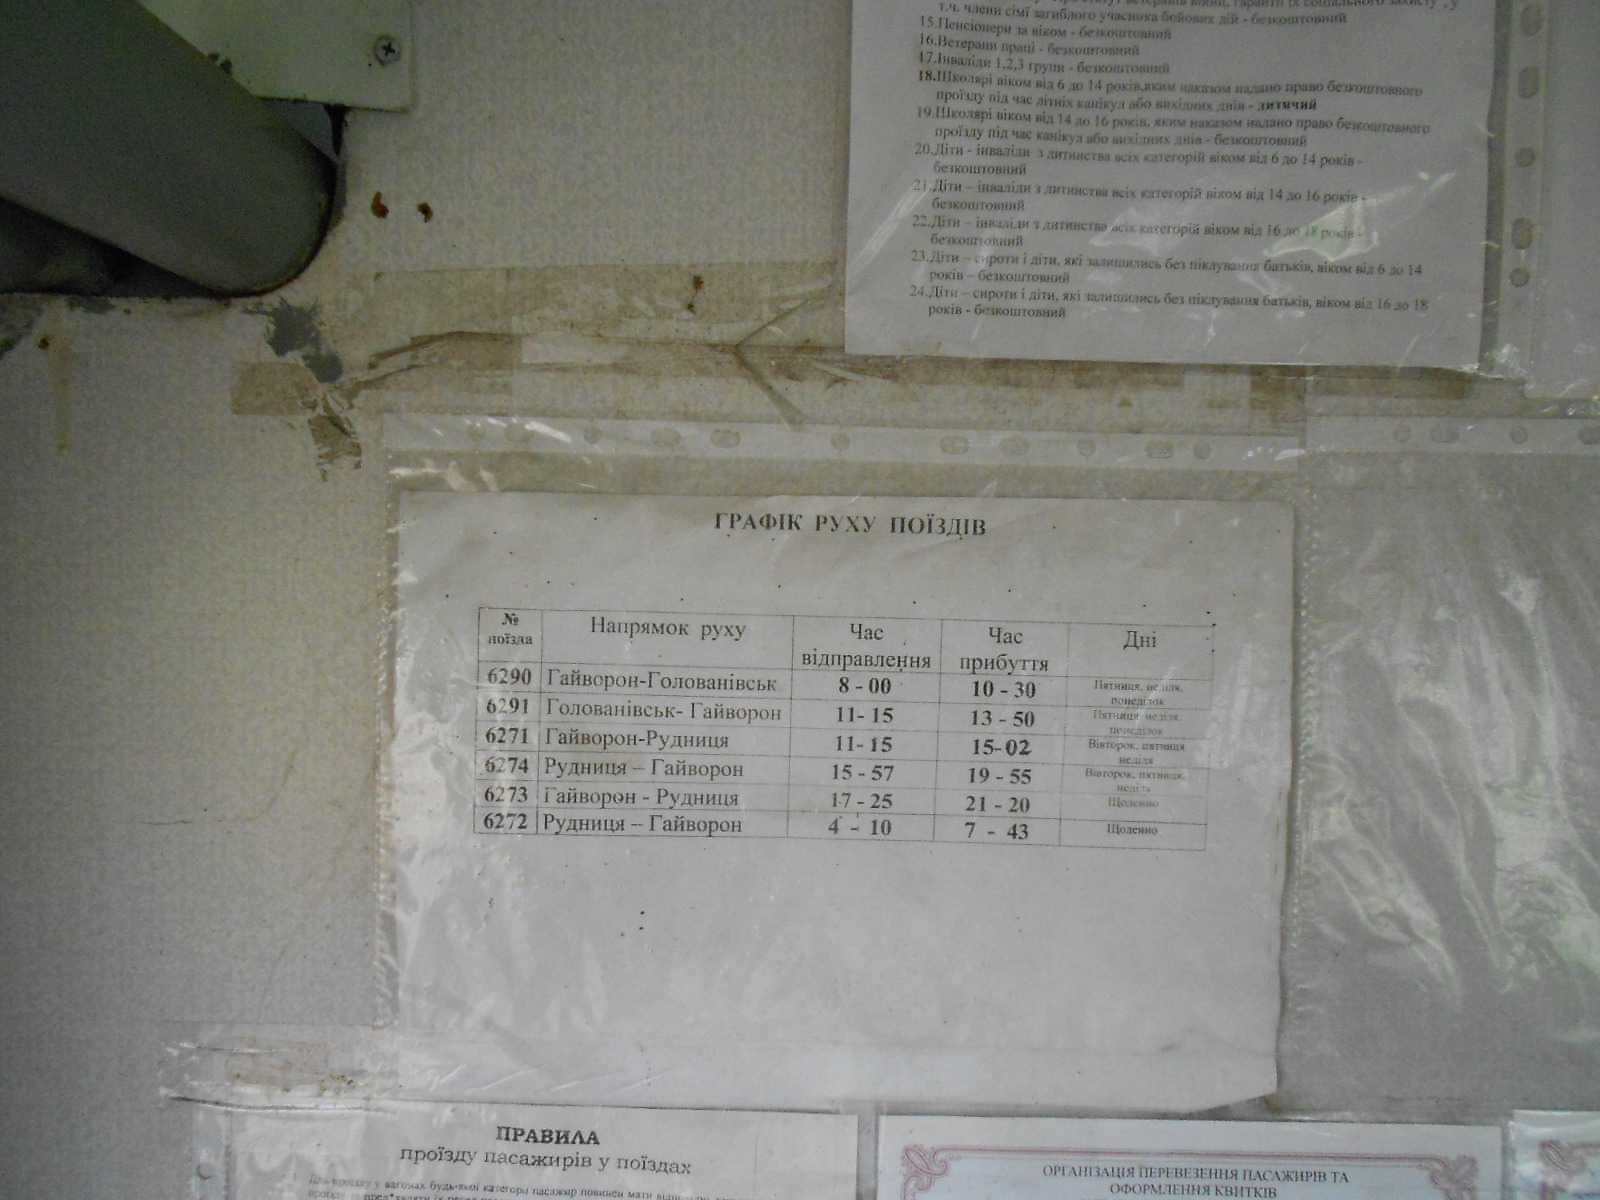 т.ч. члени сімї загиблого учасника бойових дій - безкоштовний
15.Пенсіонери за віком - безкоштовний
16.Ветерани праці - безкоштовний
17.Інваліди 1,2,3 групи - безкоштовний
18.Школярі віком від 6 до 14 років,яким наказом надано право безкоштовного
проїзду під час літніх канікул або вихідних днів - дитячий
19.Школярі віком від 14 до 16 років, яким наказом надано право безкоштовного
проїзду під час канікул або вихідних днів - безкоштовний
20.Діти - інваліди з дитинства всіх категорій віком від 6 до 14 років -
безкоштовний
21.Діти – інваліди з дитинства всіх категорій віком від 14 до 16 років -
безкоштовний
22.Діти – інваліди з дитинства всіх категорій віком від 16 до 18 років -
безкоштовний
23.Діти – сироти і діти, які залишились без піклування батьків, віком від 6 до 14
років – безкоштовний
24.Діти – сироти і діти, які залишились без піклування батьків, віком від 16 до 18
років - безкоштовний
ГРАФІК РУХУ ПОЇЗДІВ
№ поїзда Напрямок руху Час відправлення Час прибуття Дні
6290 Гайворон-Голованівськ 8 - 00 10 - 30 Пятниця, неділя, понеділок
6291 Голованівськ- Гайворон 11- 15 13 - 50 Пятниця, неділя, понеділок
6271 Гайворон-Рудниця 11- 15 15- 02 Вівторок, пятниця неділя
6274 Рудниця – Гайворон 15 - 57 19 - 55 Вівторок, пятниця, неділя
6273 Гайворон - Рудниця 17 - 25 21 - 20 Щоденно
6272 Рудниця – Гайворон 4 - 10 7 - 43 Щоденно
ПРАВИЛА
проїзду пасажирів у поїздах
Для проїзду у вагонах будь-якої категорії пасажир повинен мати
ОРГАНІЗАЦІЯ ПЕРЕВЕЗЕННЯ ПАСАЖИРІВ ТА
ОФОРМЛЕННЯ КВИТКІВ